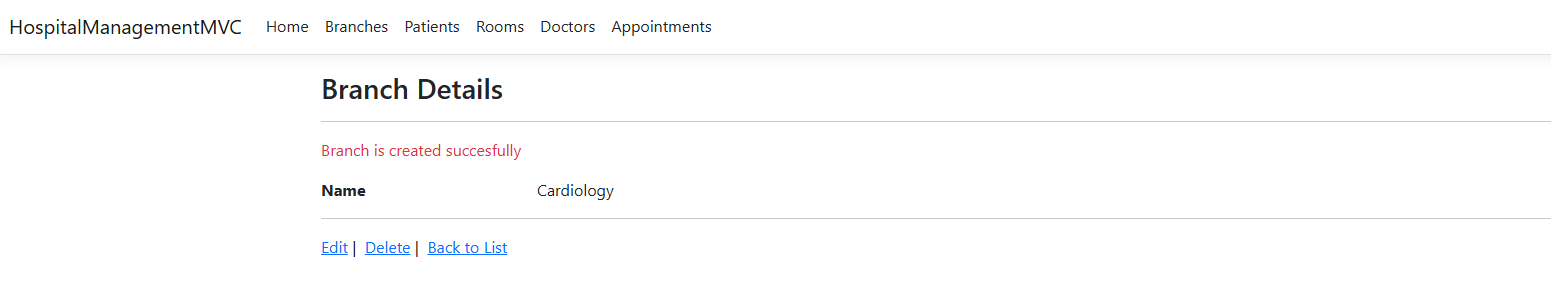 HospitalManagementMVC Home Branches Patients Rooms Doctors Appointments
Branch Details
Branch is created succesfully
Name Cardiology
Edit | Delete | Back to List